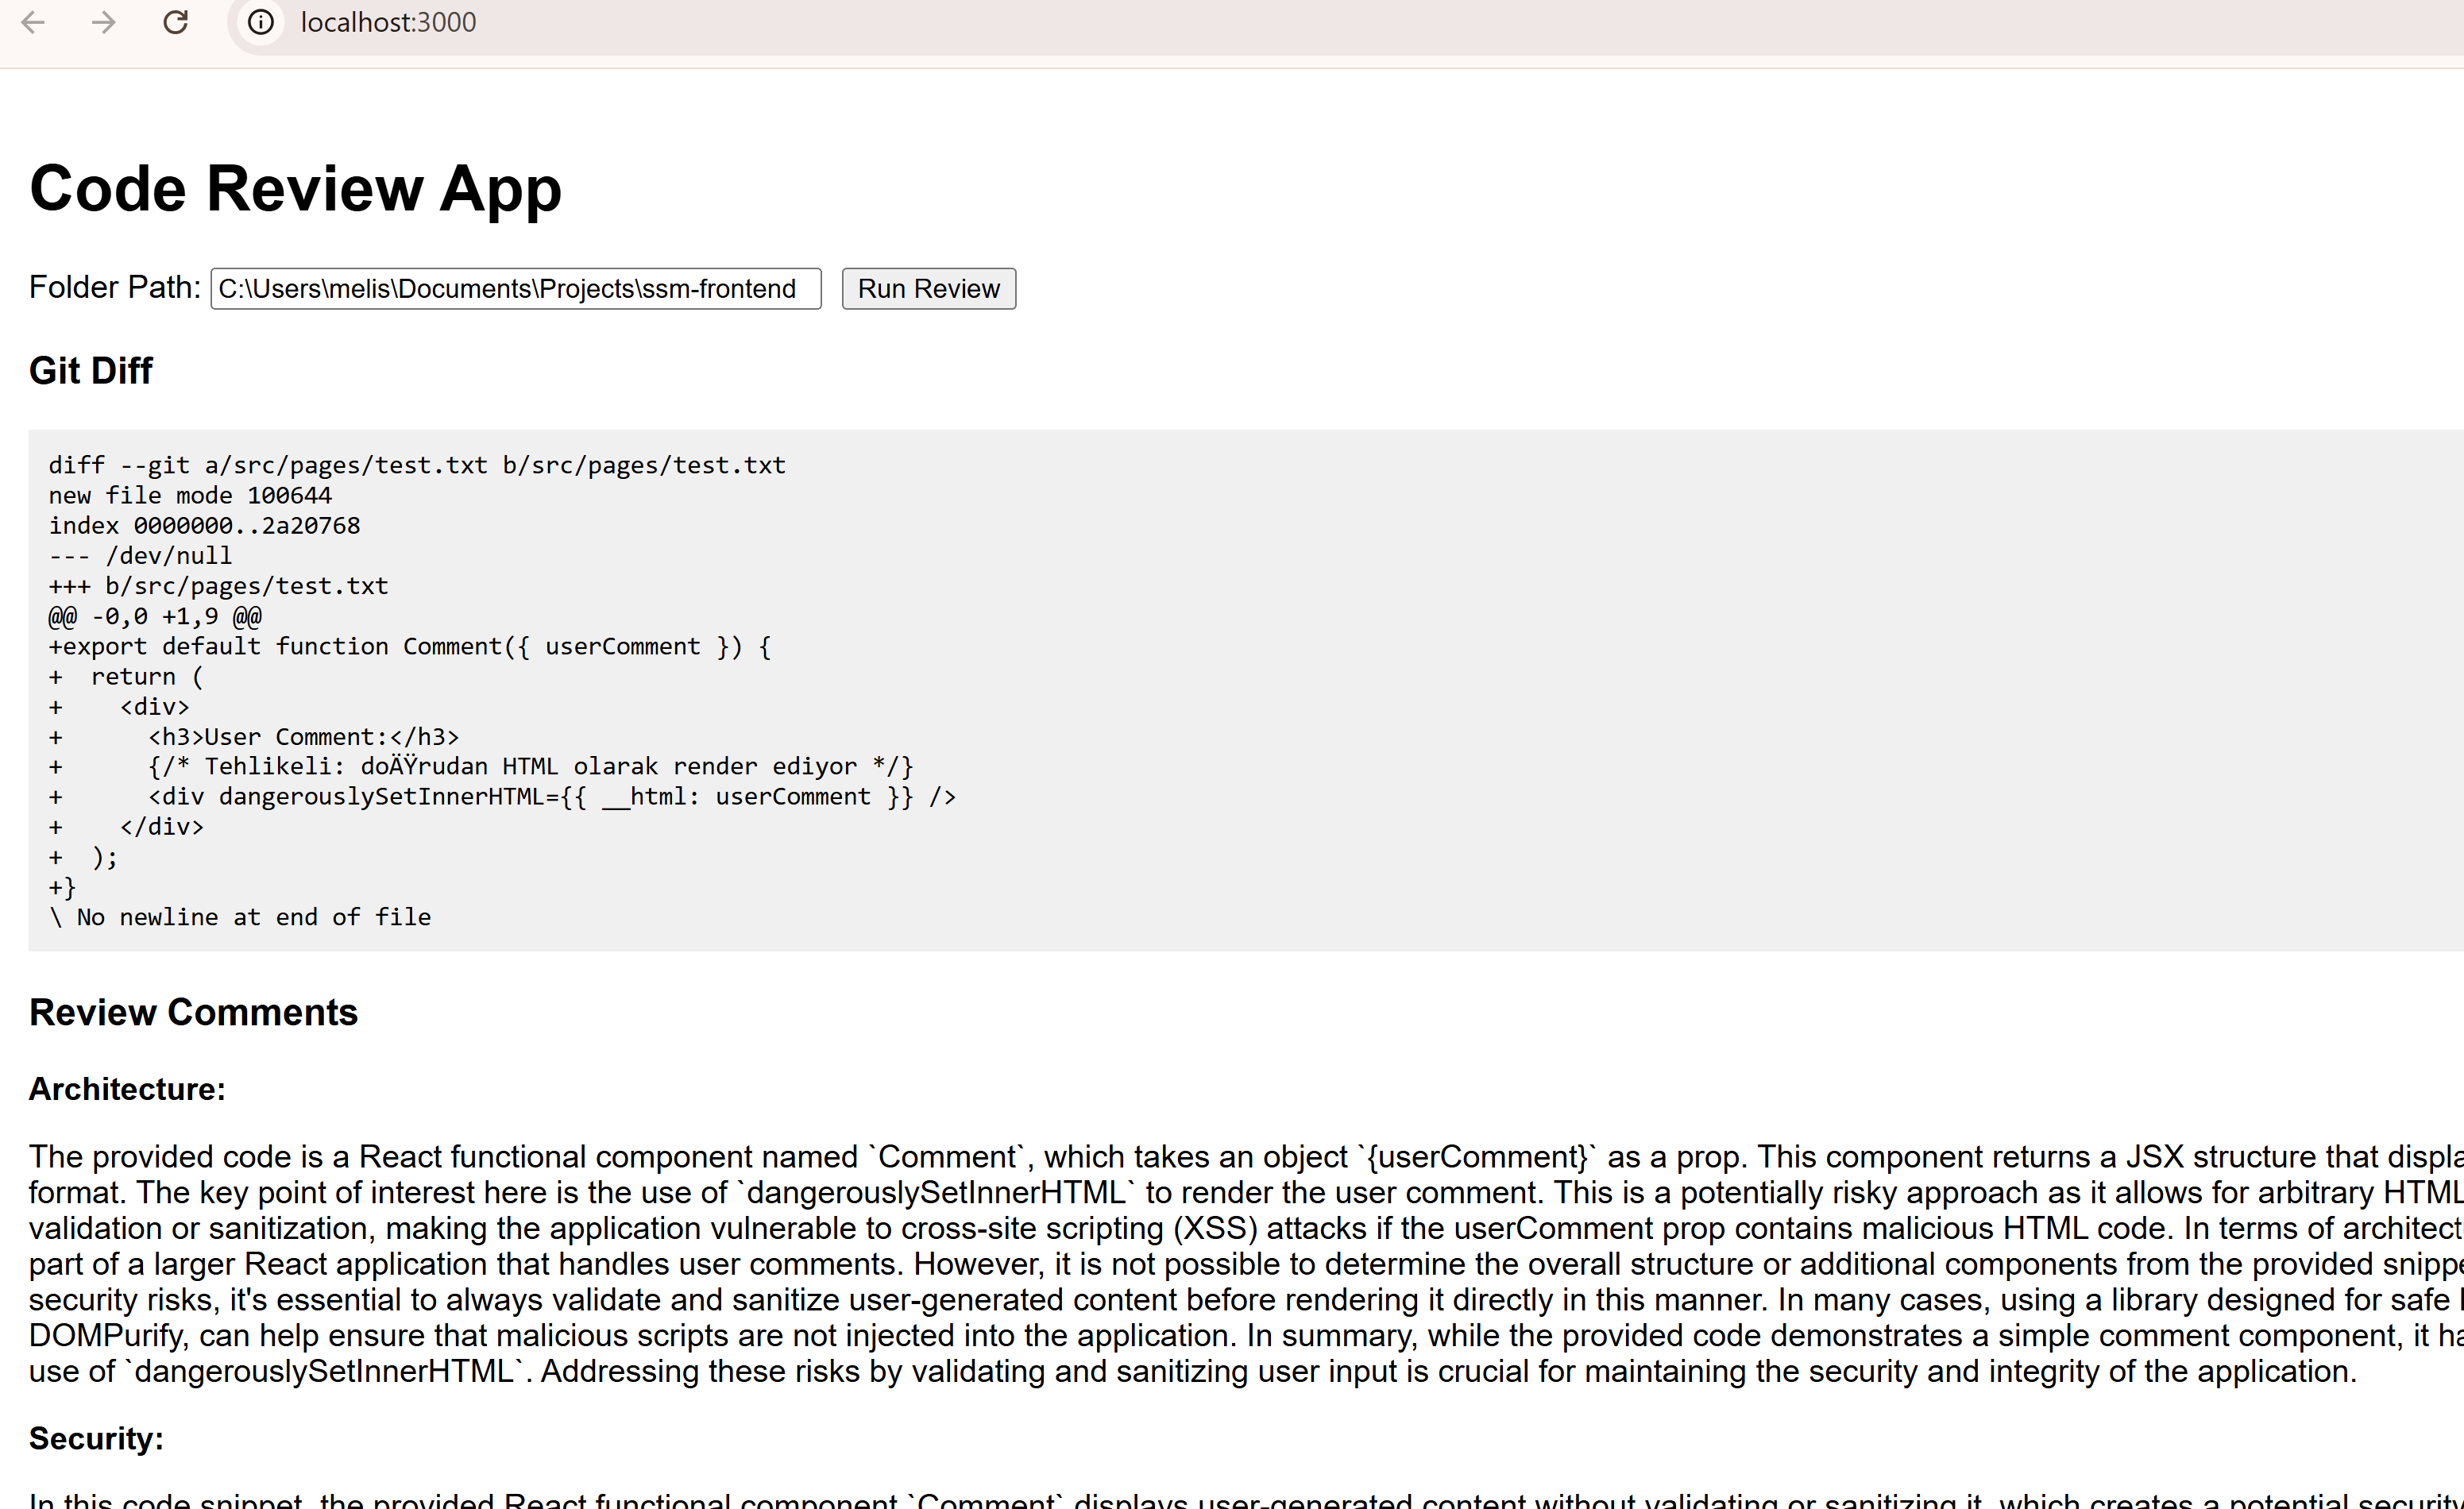 localhost:3000
Code Review App
Folder Path: C:\Users\melis\Documents\Projects\ssm-frontend Run Review
Git Diff
diff --git a/src/pages/test.txt b/src/pages/test.txt
new file mode 100644
index 0000000..2a20768
--- /dev/null
+++ b/src/pages/test.txt
@@ -0,0 +1,9 @@
+export default function Comment({ userComment }) {
+  return (
+    <div>
+      <h3>User Comment:</h3>
+      {/* Tehlikeli: doÄŸrudan HTML olarak render ediyor */}
+      <div dangerouslySetInnerHTML={{ __html: userComment }} />
+    </div>
+  );
+}
\ No newline at end of file
Review Comments
Architecture:
The provided code is a React functional component named `Comment`, which takes an object `{userComment}` as a prop. This component returns a JSX structure that
format. The key point of interest here is the use of `dangerouslySetInnerHTML` to render the user comment. This is a potentially risky approach as it allows for arbitrary HTML
validation or sanitization, making the application vulnerable to cross-site scripting (XSS) attacks if the userComment prop contains malicious HTML code. In terms of
part of a larger React application that handles user comments. However, it is not possible to determine the overall structure or additional components from the provided
security risks, it's essential to always validate and sanitize user-generated content before rendering it directly in this manner. In many cases, using a library designed for safe
DOMPurify, can help ensure that malicious scripts are not injected into the application. In summary, while the provided code demonstrates a simple comment component, it
use of `dangerouslySetInnerHTML`. Addressing these risks by validating and sanitizing user input is crucial for maintaining the security and integrity of the application.
Security:
In this code snippet, the provided React functional component `Comment` displays user-generated content without validating or sanitizing it, which creates a potential